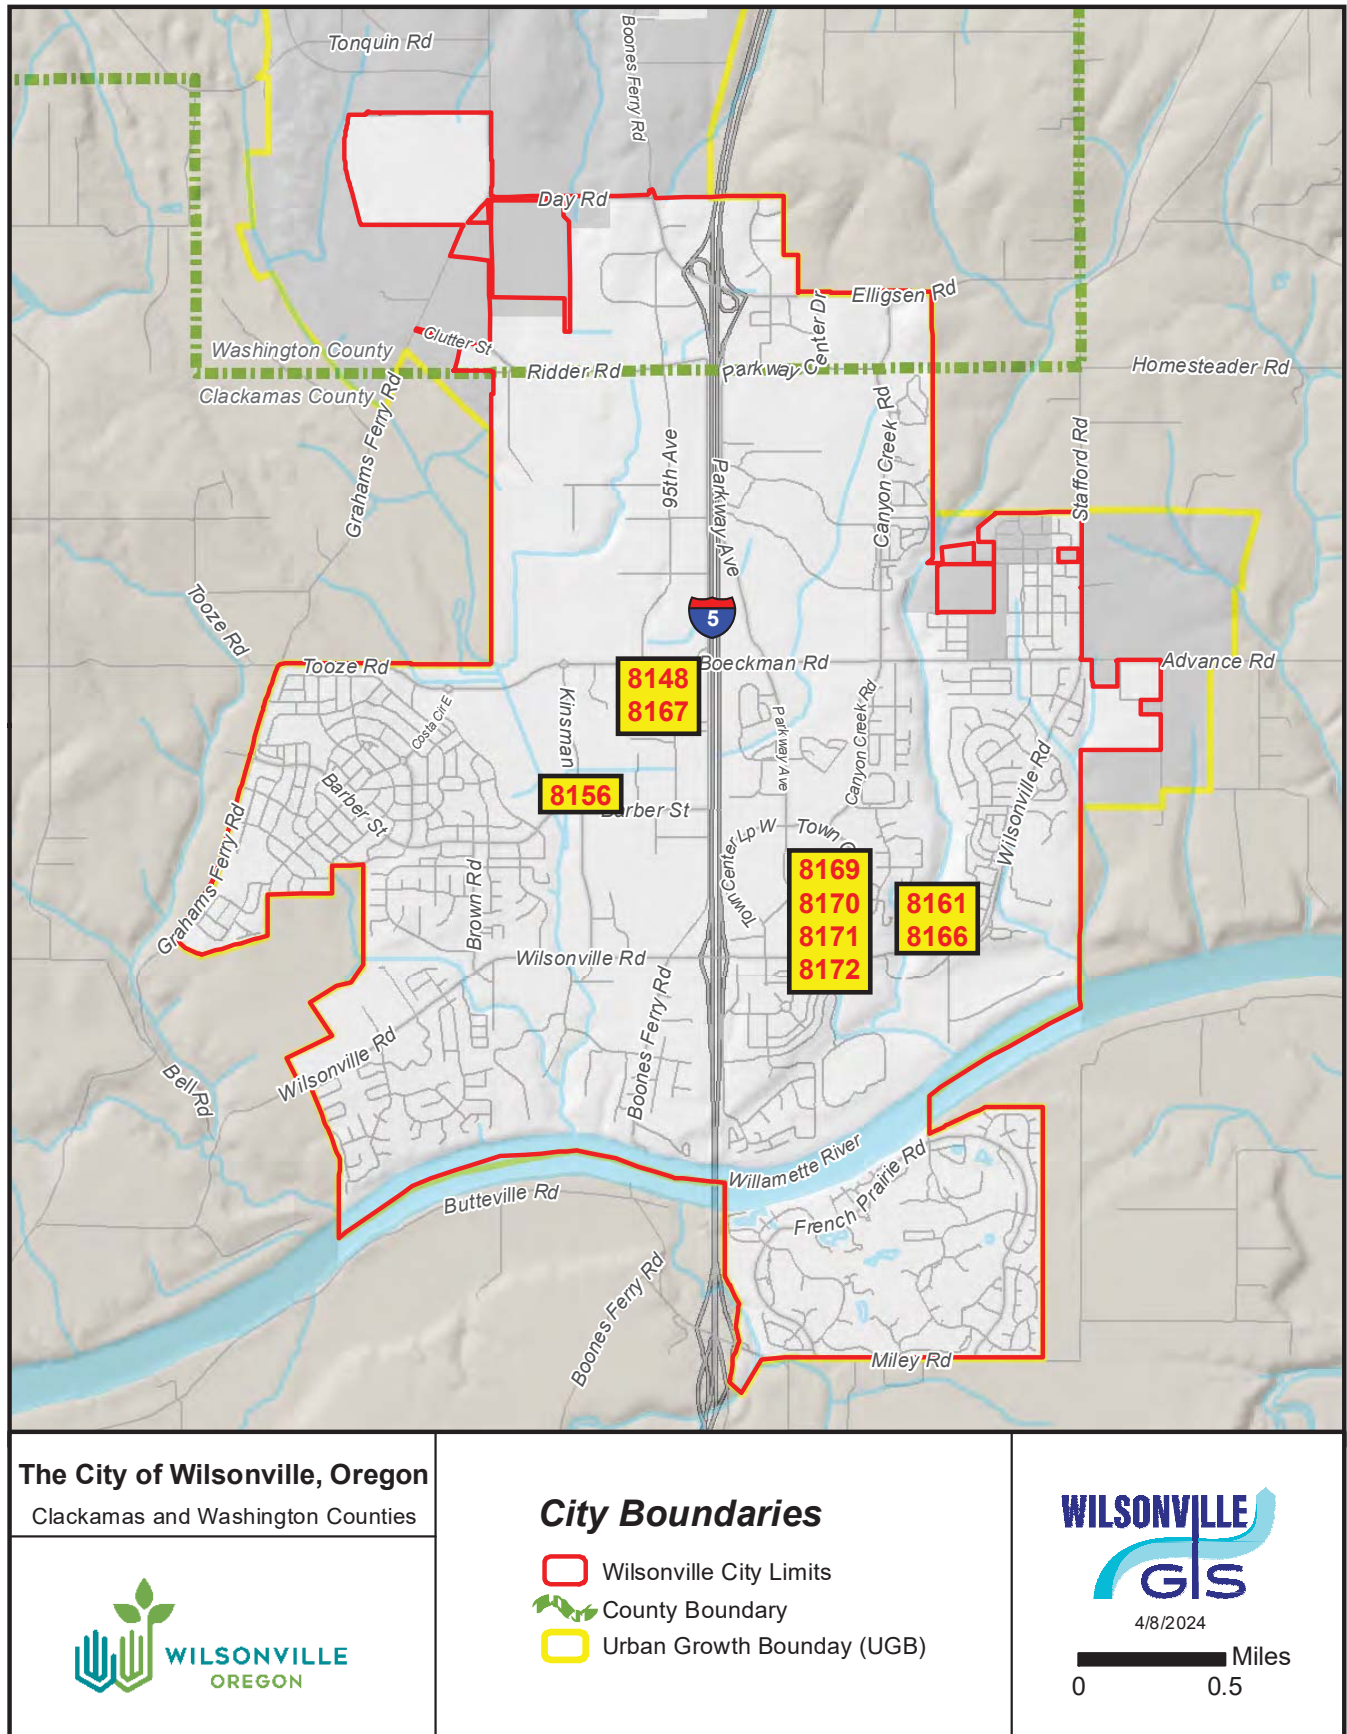 Tonquin Rd
Boones Ferry Rd
Day Rd
Elligsen Rd
Clutter St
Washington County
Clackamas County
Ridder Rd
Parkway Center Dr
Homesteader Rd
Grahams Ferry Rd
95th Ave
Parkway Ave
Canyon Creek Rd
Stafford Rd
Tooze Rd
5
Tooze Rd
Boeckman Rd
Advance Rd
8148
8167
Kinsman
Costa Cir E
Parkway Ave
Canyon Creek Rd
Wilsonville Rd
8156
Barber St
Barber St
Town Center Lp W
Town C
Grahams Ferry Rd
Brown Rd
8169
8170
8171
8172
8161
8166
Wilsonville Rd
Boones Ferry Rd
Wilsonville Rd
Bell Rd
Willamette River
Butteville Rd
French Prairie Rd
Boones Ferry Rd
Miley Rd
The City of Wilsonville, Oregon
Clackamas and Washington Counties
WILSONVILLE
OREGON
City Boundaries
Wilsonville City Limits
County Boundary
Urban Growth Bounday (UGB)
WILSONVILLE
GIS
4/8/2024
Miles
0 0.5